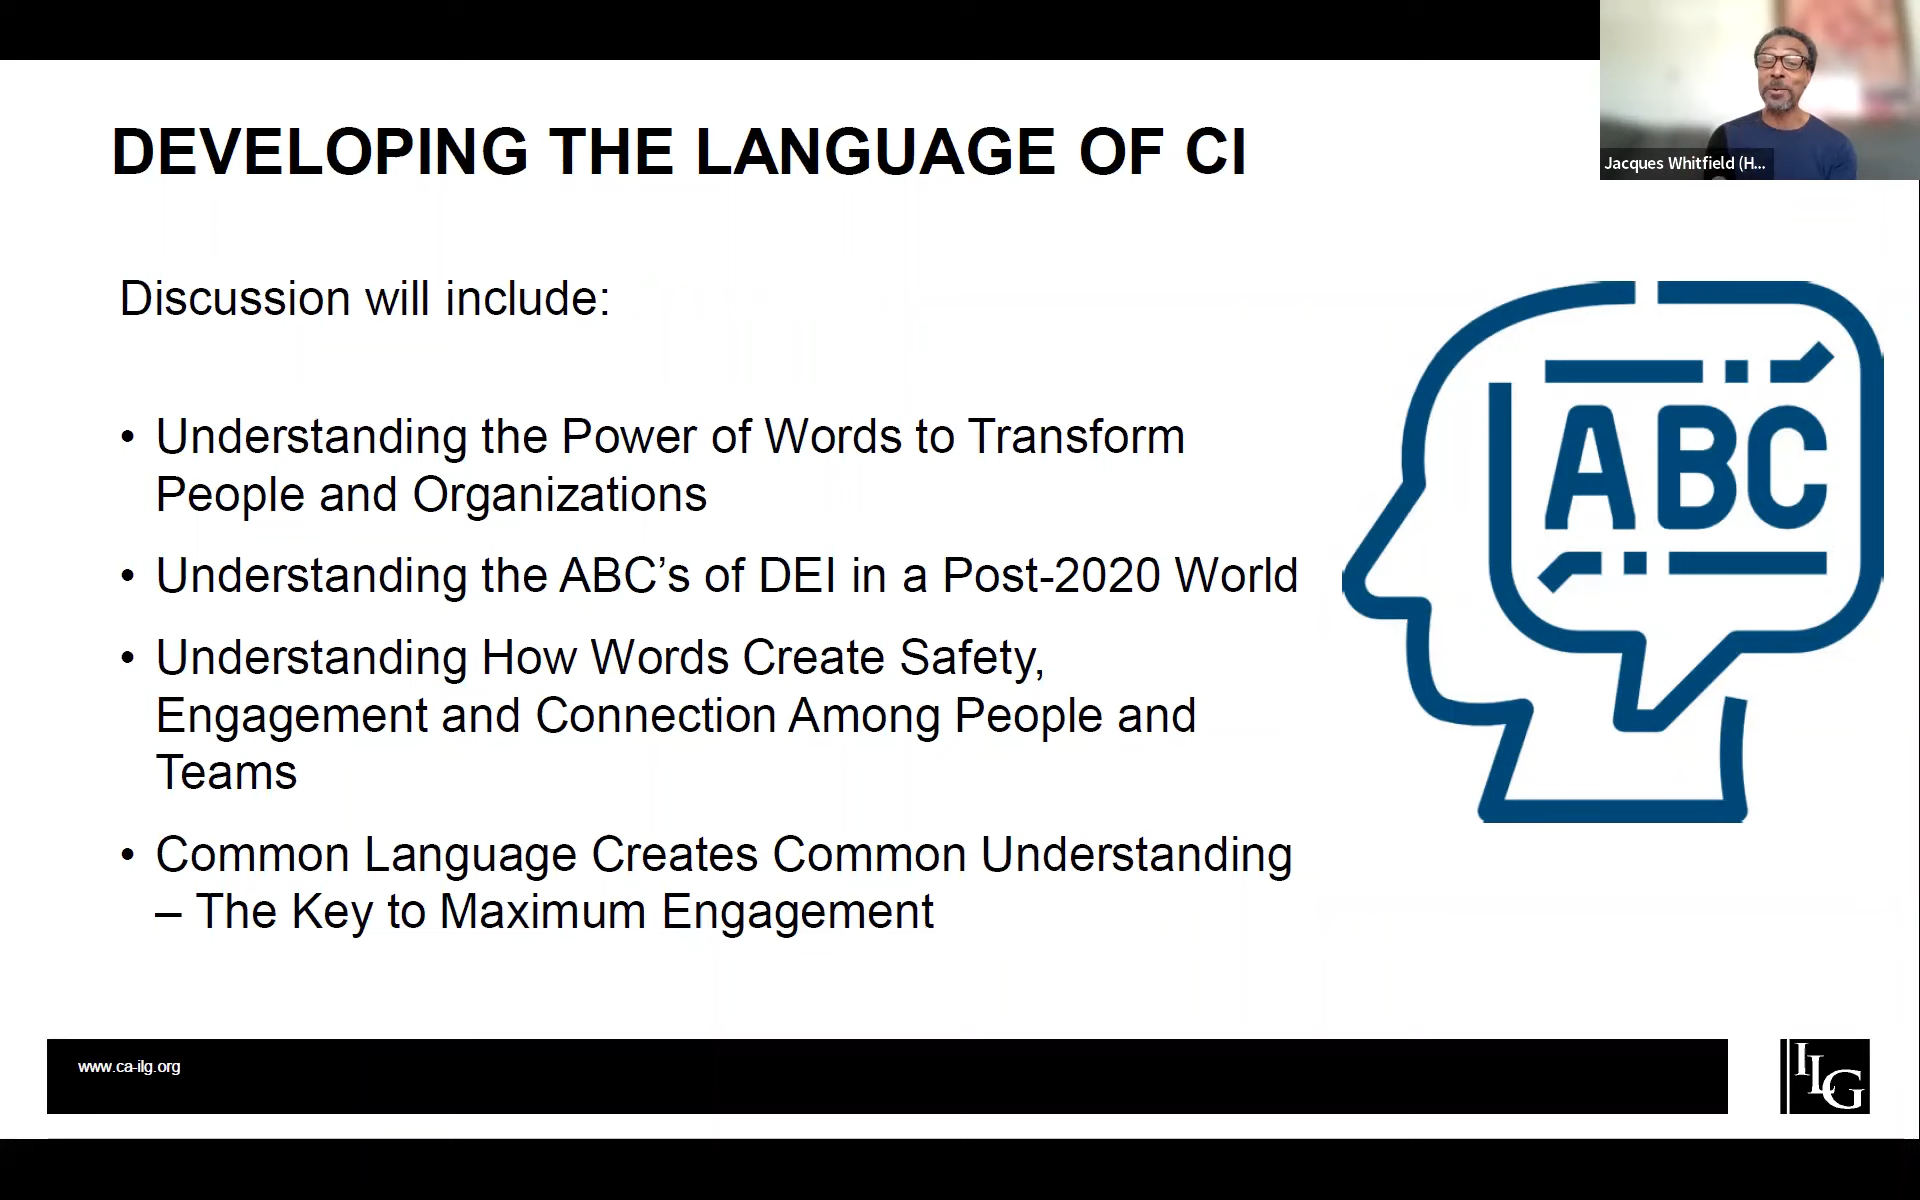 DEVELOPING THE LANGUAGE OF CI
Jacques Whitfield (H...
Discussion will include:
• Understanding the Power of Words to Transform
People and Organizations
• Understanding the ABC’s of DEI in a Post-2020 World
• Understanding How Words Create Safety,
Engagement and Connection Among People and
Teams
• Common Language Creates Common Understanding
– The Key to Maximum Engagement
ABC
www.ca-ilg.org
ILG